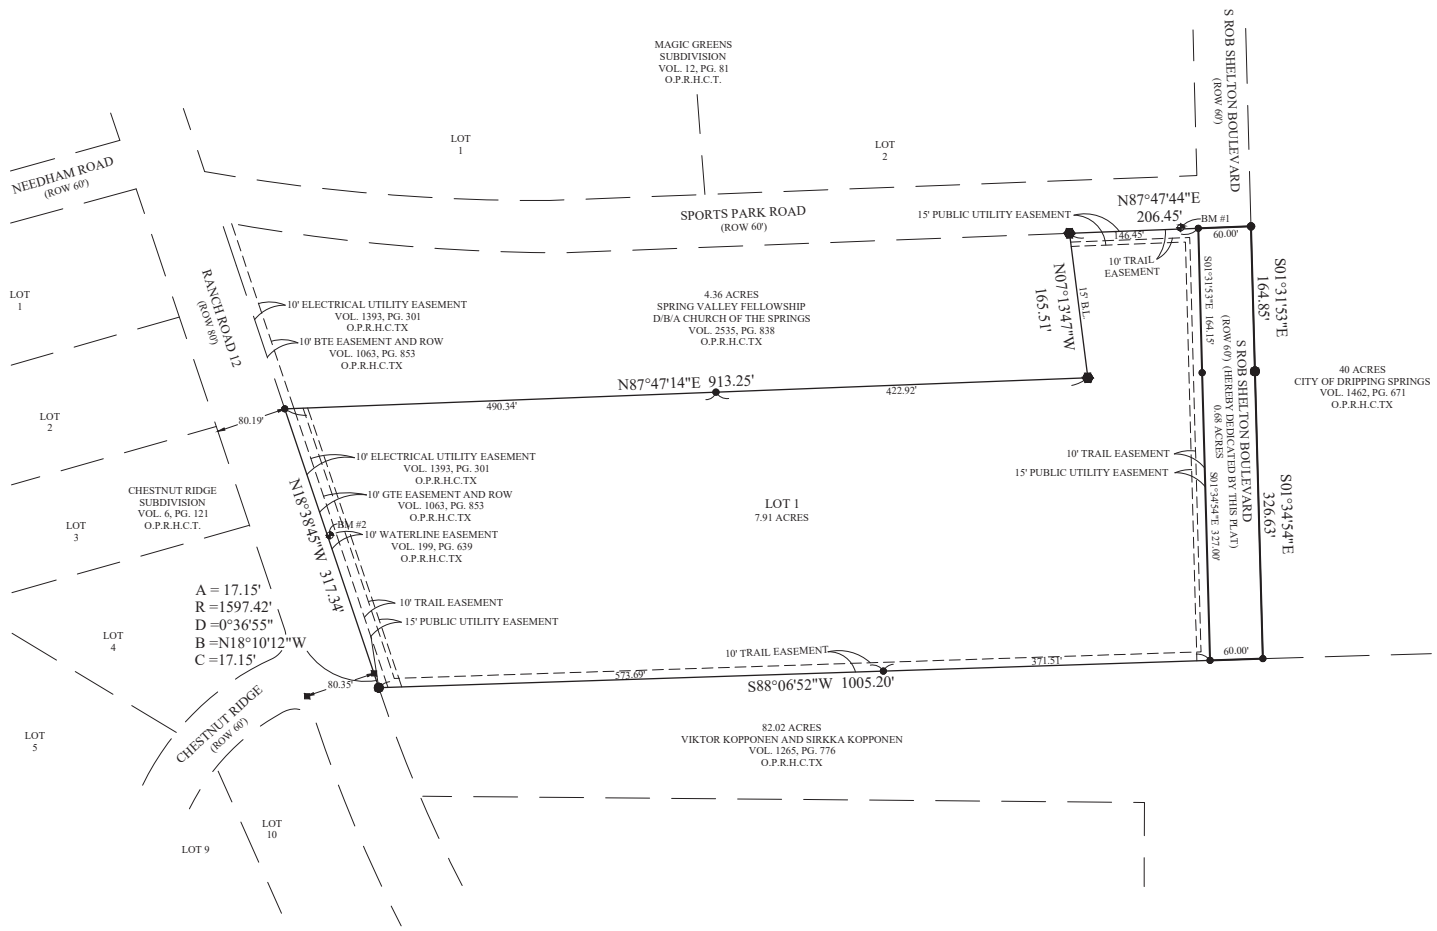 S ROB SHELTON BOULEVARD
(ROW 60')
MAGIC GREENS
SUBDIVISION
VOL. 12, PG. 81
O.P.R.H.C.T.
LOT
1
LOT
2
NEEDHAM ROAD
(ROW 60')
SPORTS PARK ROAD
(ROW 60')
15' PUBLIC UTILITY EASEMENT
N87°47'44"E
206.45'
BM #1
146.45'
60.00'
10' TRAIL
EASEMENT
RANCH ROAD 12
(ROW 80')
LOT
1
10' ELECTRICAL UTILITY EASEMENT
VOL. 1393, PG. 301
O.P.R.H.C.TX
10' BTE EASEMENT AND ROW
VOL. 1063, PG. 853
O.P.R.H.C.TX
4.36 ACRES
SPRING VALLEY FELLOWSHIP
D/B/A CHURCH OF THE SPRINGS
VOL. 2535, PG. 838
O.P.R.H.C.TX
N07°13'47"W
165.51'
15' B.L.
S01°31'53"E 164.15'
S01°31'53"E
164.85'
N87°47'14"E 913.25'
490.34'
422.92'
40 ACRES
CITY OF DRIPPING SPRINGS
VOL. 1462, PG. 671
O.P.R.H.C.TX
S ROB SHELTON BOULEVARD
(ROW 60') (HEREBY DEDICATED BY THIS PLAT)
0.68 ACRES
LOT
2
80.19'
10' ELECTRICAL UTILITY EASEMENT
VOL. 1393, PG. 301
O.P.R.H.C.TX
10' GTE EASEMENT AND ROW
VOL. 1063, PG. 853
O.P.R.H.C.TX
BM #2
10' WATERLINE EASEMENT
VOL. 199, PG. 639
O.P.R.H.C.TX
10' TRAIL EASEMENT
15' PUBLIC UTILITY EASEMENT
CHESTNUT RIDGE
SUBDIVISION
VOL. 6, PG. 121
O.P.R.H.C.T.
LOT
3
N18°38'45"W 317.34'
LOT 1
7.91 ACRES
S01°34'54"E 327.00'
S01°34'54"E
326.63'
A = 17.15'
R =1597.42'
D =0°36'55"
B =N18°10'12"W
C =17.15'
10' TRAIL EASEMENT
15' PUBLIC UTILITY EASEMENT
LOT
4
10' TRAIL EASEMENT
60.00'
371.51'
573.69'
S88°06'52"W 1005.20'
80.35'
CHESTNUT RIDGE
(ROW 60')
82.02 ACRES
VIKTOR KOPPONEN AND SIRKKA KOPPONEN
VOL. 1265, PG. 776
O.P.R.H.C.TX
LOT
5
LOT
10
LOT 9